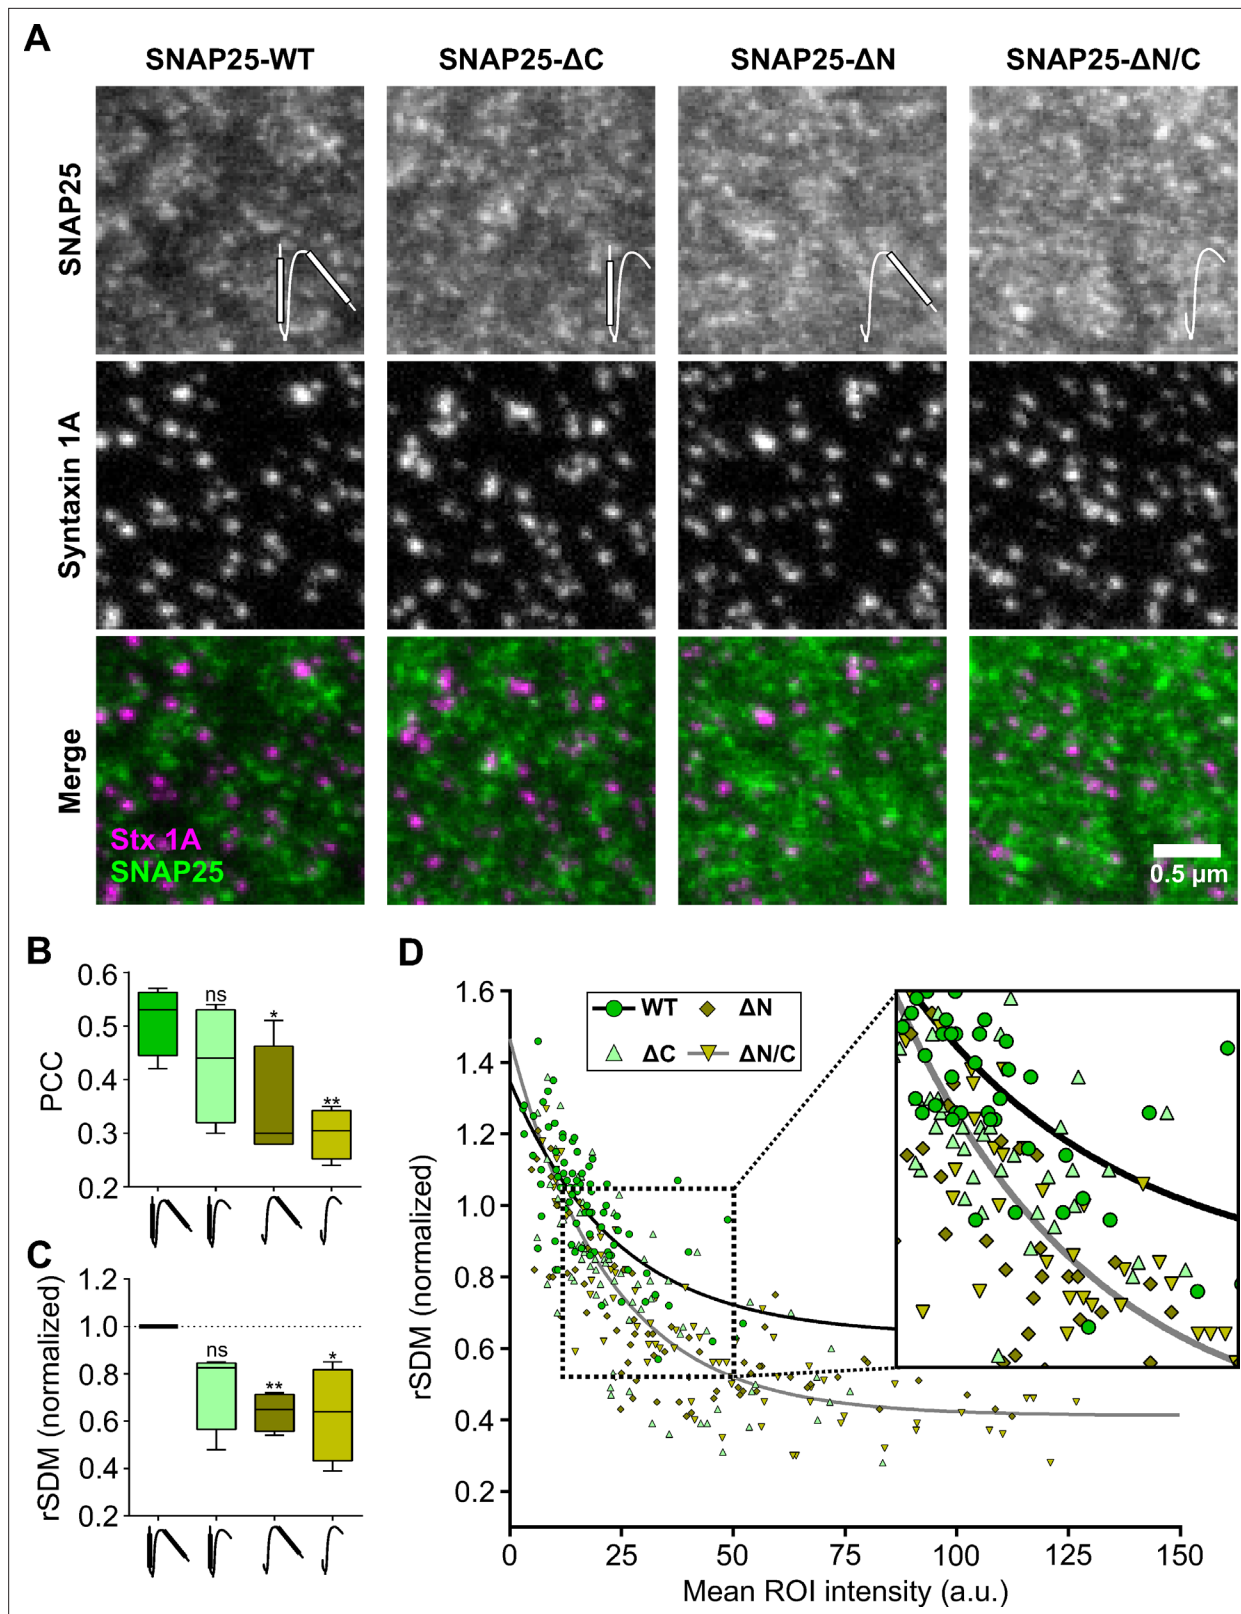 A
SNAP25-WT
SNAP25-ΔC
SNAP25-ΔN
SNAP25-ΔN/C
SNAP25
Syntaxin 1A
Merge
Stx 1A
SNAP25
0.5 µm
B
PCC
0.6
0.5
0.4
0.3
0.2
ns
*
**
C
rSDM (normalized)
1.2
1.0
0.8
0.6
0.4
0.2
ns
**
*
D
rSDM (normalized)
1.6
1.4
1.2
1.0
0.8
0.6
0.4
0.2
WT
ΔN
ΔC
ΔN/C
0
25
50
75
100
125
150
Mean ROI intensity (a.u.)